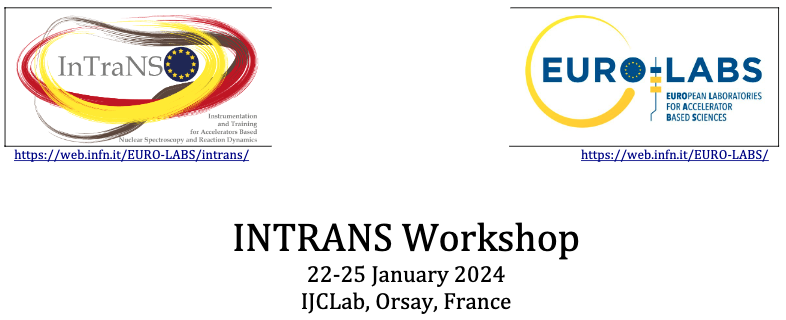 InTraNS
Instrumentation
and Training
for Accelerators Based
Nuclear Spectroscopy and Reaction Dynamics
https://web.infn.it/EURO-LABS/intrans/
EURO-LABS
EUROPEAN LABORATORIES
FOR ACCELERATOR
BASED SCIENCES
https://web.infn.it/EURO-LABS/
INTRANS Workshop
22-25 January 2024
IJCLab, Orsay, France